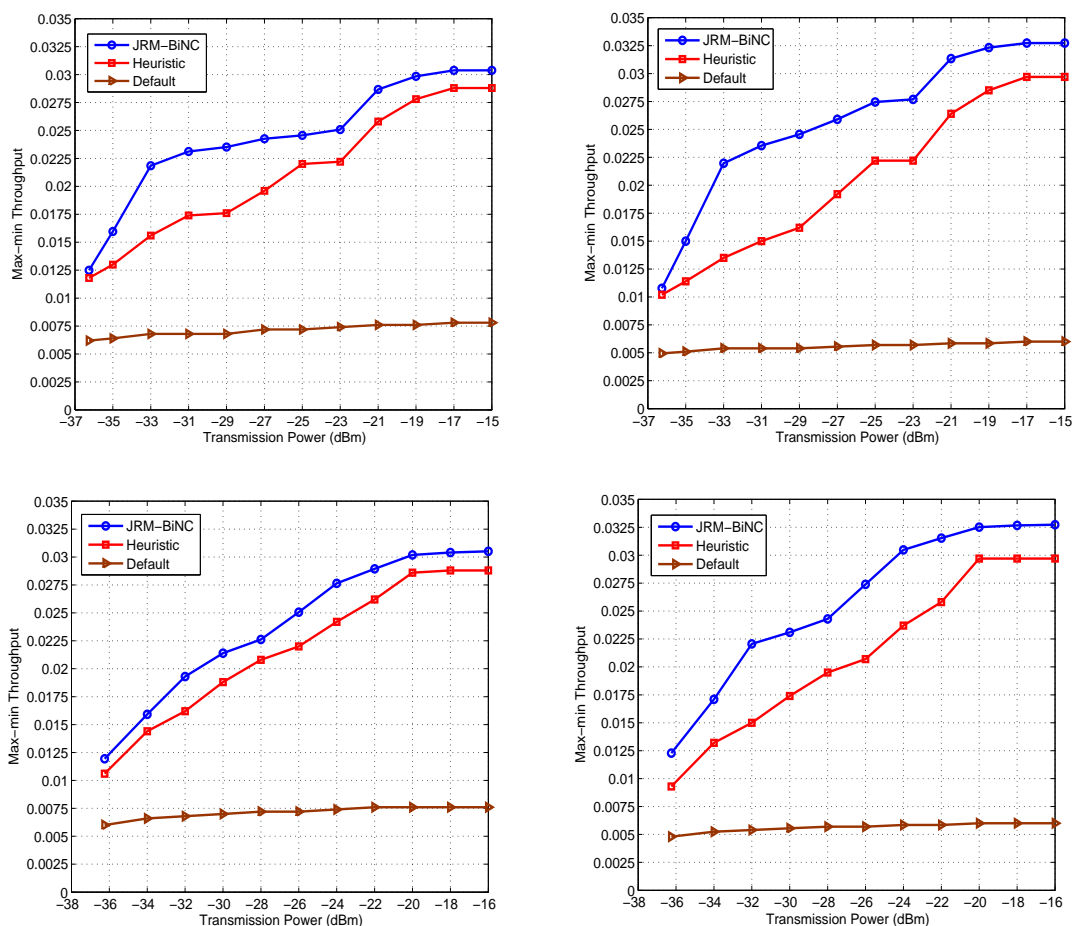 0.035
0.0325
0.03
0.0275
0.025
0.0225
0.02
0.0175
0.015
0.0125
0.01
0.0075
0.005
0.0025
0
Max−min Throughput
JRM−BiNC
Heuristic
Default
−37 −35 −33 −31 −29 −27 −25 −23 −21 −19 −17 −15
Transmission Power (dBm)
0.035
0.0325
0.03
0.0275
0.025
0.0225
0.02
0.0175
0.015
0.0125
0.01
0.0075
0.005
0.0025
0
Max−min Throughput
JRM−BiNC
Heuristic
Default
−37 −35 −33 −31 −29 −27 −25 −23 −21 −19 −17 −15
Transmission Power (dBm)
0.035
0.0325
0.03
0.0275
0.025
0.0225
0.02
0.0175
0.015
0.0125
0.01
0.0075
0.005
0.0025
0
Max−min Throughput
JRM−BiNC
Heuristic
Default
−38 −36 −34 −32 −30 −28 −26 −24 −22 −20 −18 −16
Transmission Power (dBm)
0.035
0.0325
0.03
0.0275
0.025
0.0225
0.02
0.0175
0.015
0.0125
0.01
0.0075
0.005
0.0025
0
Max−min Throughput
JRM−BiNC
Heuristic
Default
−38 −36 −34 −32 −30 −28 −26 −24 −22 −20 −18 −16
Transmission Power (dBm)